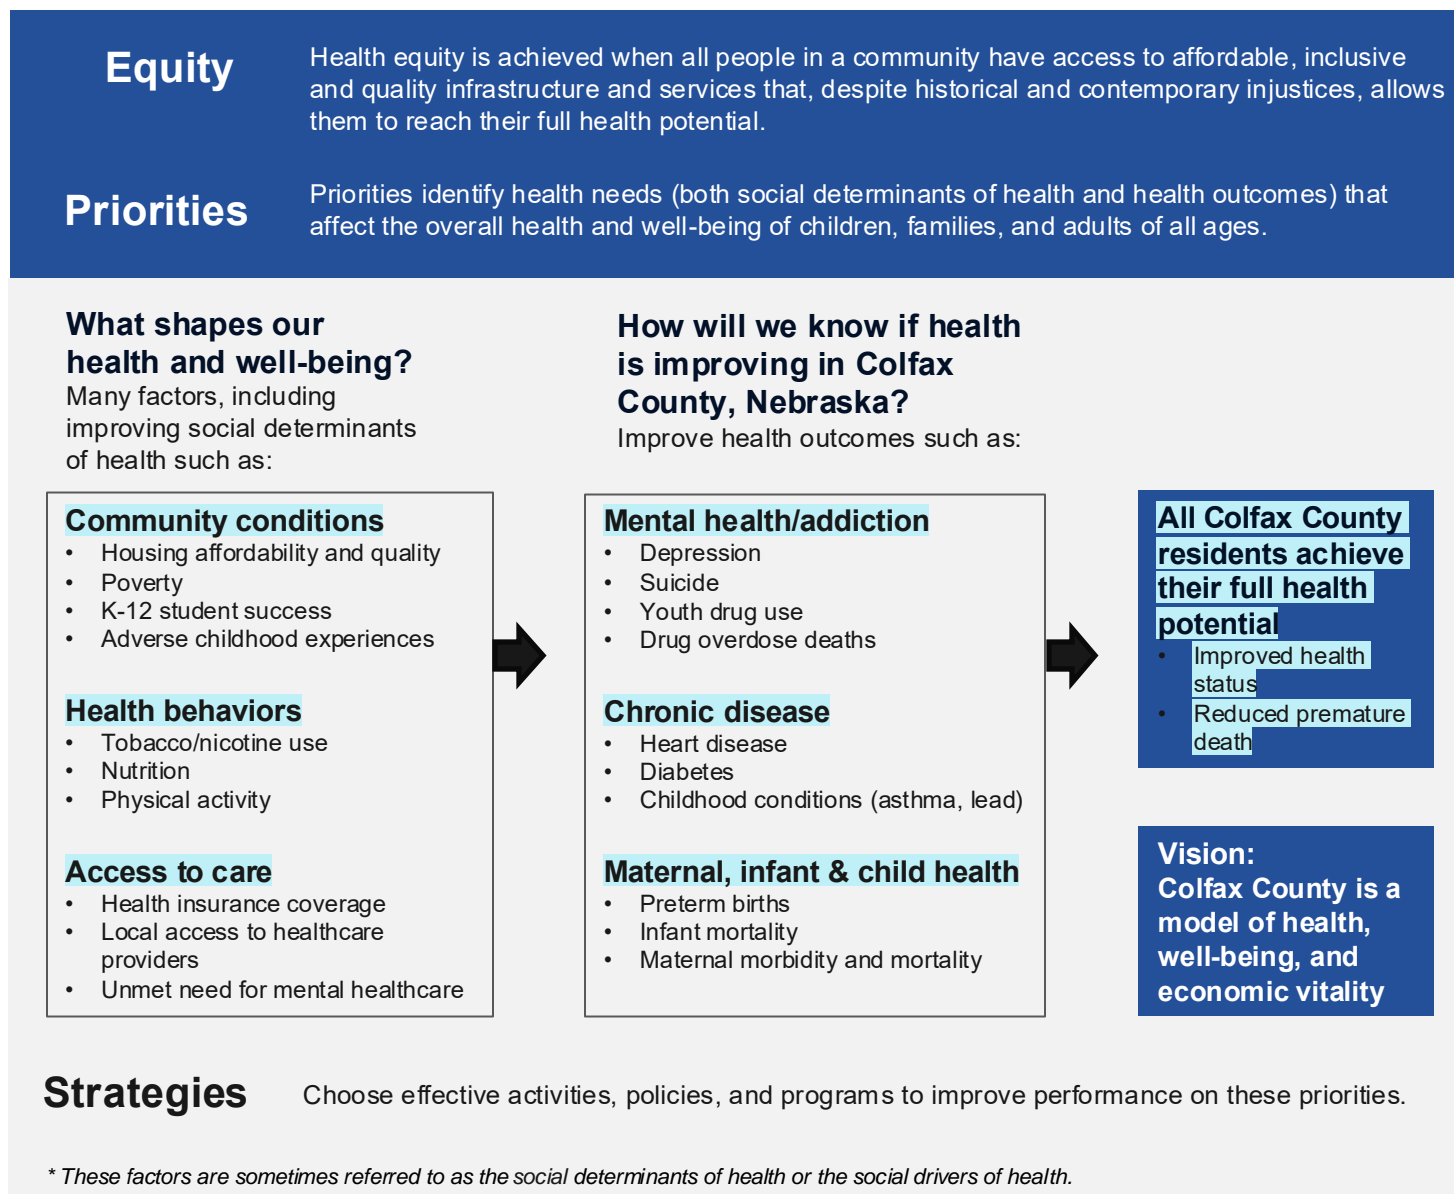 Equity
Health equity is achieved when all people in a community have access to affordable, inclusive
and quality infrastructure and services that, despite historical and contemporary injustices, allows
them to reach their full health potential.
Priorities
Priorities identify health needs (both social determinants of health and health outcomes) that
affect the overall health and well-being of children, families, and adults of all ages.
What shapes our
health and well-being?
Many factors, including
improving social determinants
of health such as:
Community conditions
• Housing affordability and quality
• Poverty
• K-12 student success
• Adverse childhood experiences
Health behaviors
• Tobacco/nicotine use
• Nutrition
• Physical activity
Access to care
• Health insurance coverage
• Local access to healthcare
providers
• Unmet need for mental healthcare
How will we know if health
is improving in Colfax
County, Nebraska?
Improve health outcomes such as:
Mental health/addiction
• Depression
• Suicide
• Youth drug use
• Drug overdose deaths
Chronic disease
• Heart disease
• Diabetes
• Childhood conditions (asthma, lead)
Maternal, infant & child health
• Preterm births
• Infant mortality
• Maternal morbidity and mortality
All Colfax County
residents achieve
their full health
potential
• Improved health
status
• Reduced premature
death
Vision:
Colfax County is a
model of health,
well-being, and
economic vitality
Strategies
Choose effective activities, policies, and programs to improve performance on these priorities.
* These factors are sometimes referred to as the social determinants of health or the social drivers of health.